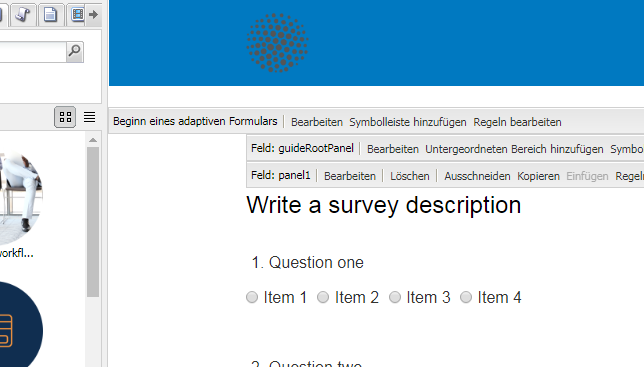 Beginn eines adaptiven Formulars Bearbeiten Symbolleiste hinzufügen Regeln bearbeiten
Feld: guideRootPanel Bearbeiten Untergeordneten Bereich hinzufügen Symbo
Feld: panel1 Bearbeiten Löschen Ausschneiden Kopieren Einfügen Regeln
Write a survey description
1. Question one
Item 1 Item 2 Item 3 Item 4
2. Question two
workfl...